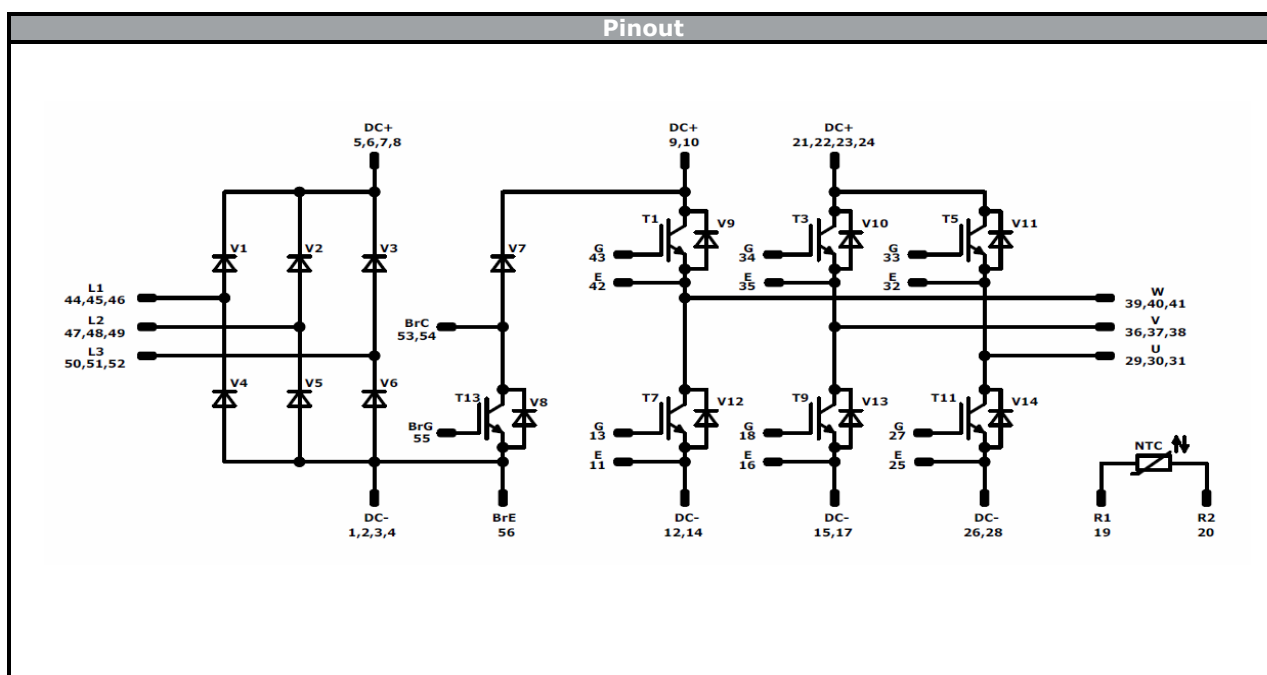 Pinout
DC+ DC+ DC+
5,6,7,8 9,10 21,22,23,24
T1 V9 T3 V10 T5 V11
V1 V2 V3 V7
G G G
43 34 33
E E E
42 35 32
L1
44,45,46
W
39,40,41
L2
47,48,49
BrC
53,54
V
36,37,38
L3
50,51,52
U
29,30,31
V4 V5 V6
T13 V8 T7 V12 T9 V13 T11 V14
BrG
55
G G G
13 18 27
E E E
11 16 25
NTC
DC- BrE DC- DC- DC- R1 R2
1,2,3,4 56 12,14 15,17 26,28 19 20